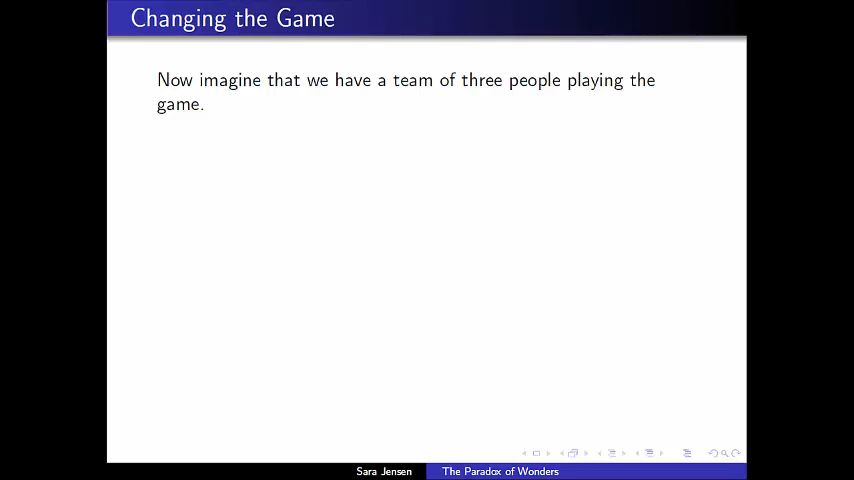 Changing the Game
Now imagine that we have a team of three people playing the
game.
Sara Jensen
The Paradox of Wonders